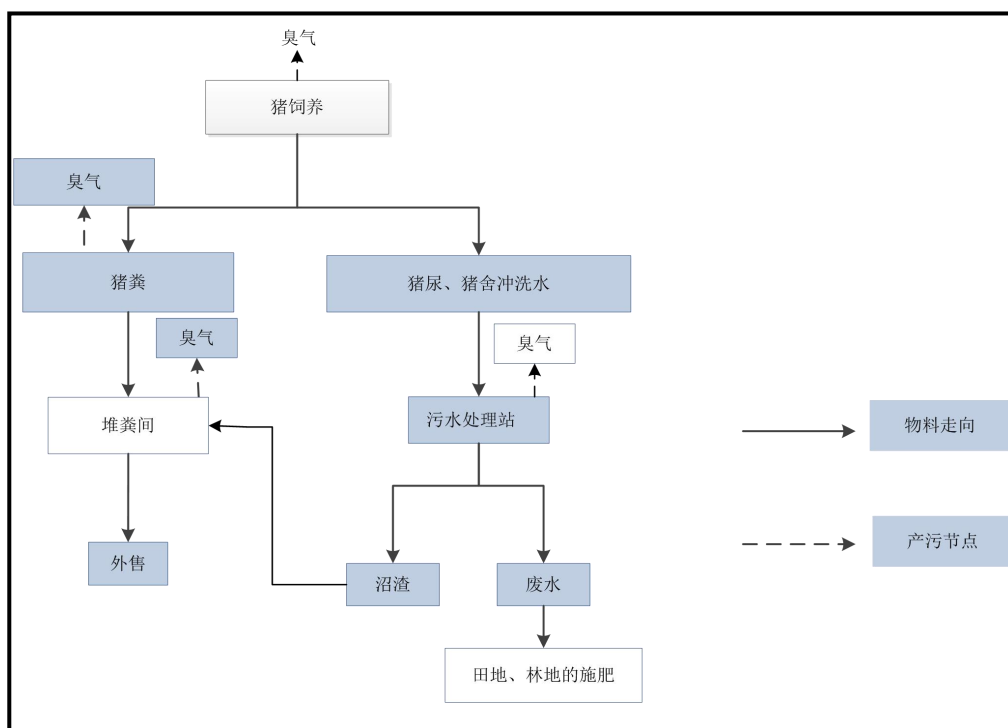 臭气
猪饲养
臭气
猪粪
猪尿、猪舍冲洗水
臭气
臭气
堆粪间
污水处理站
物料走向
外售
沼渣
废水
产污节点
田地、林地的施肥